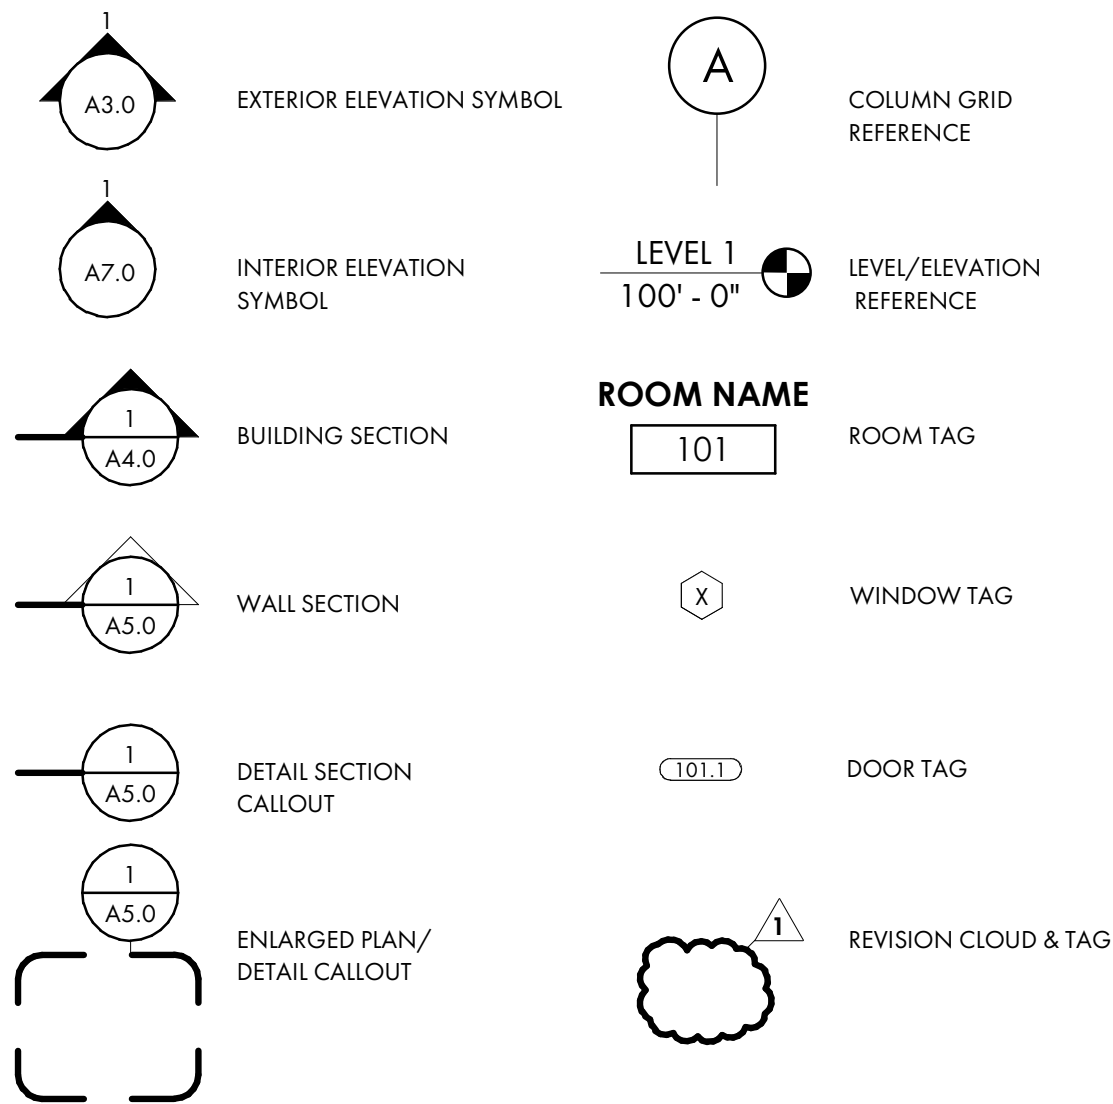 1
A3.0
EXTERIOR ELEVATION SYMBOL
1
A7.0
INTERIOR ELEVATION
SYMBOL
1
A4.0
BUILDING SECTION
1
A5.0
WALL SECTION
1
A5.0
DETAIL SECTION
CALLOUT
1
A5.0
ENLARGED PLAN/
DETAIL CALLOUT
A
COLUMN GRID
REFERENCE
LEVEL 1
100' - 0"
LEVEL/ELEVATION
REFERENCE
ROOM NAME
101
ROOM TAG
X
WINDOW TAG
101.1
DOOR TAG
1
REVISION CLOUD & TAG